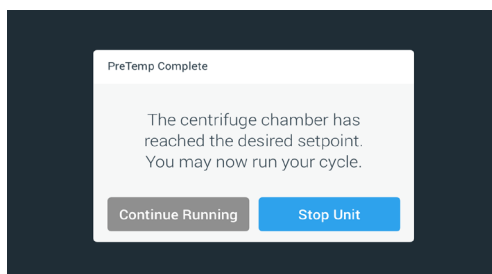 PreTemp Complete
The centrifuge chamber has
reached the desired setpoint.
You may now run your cycle.
Continue Running
Stop Unit